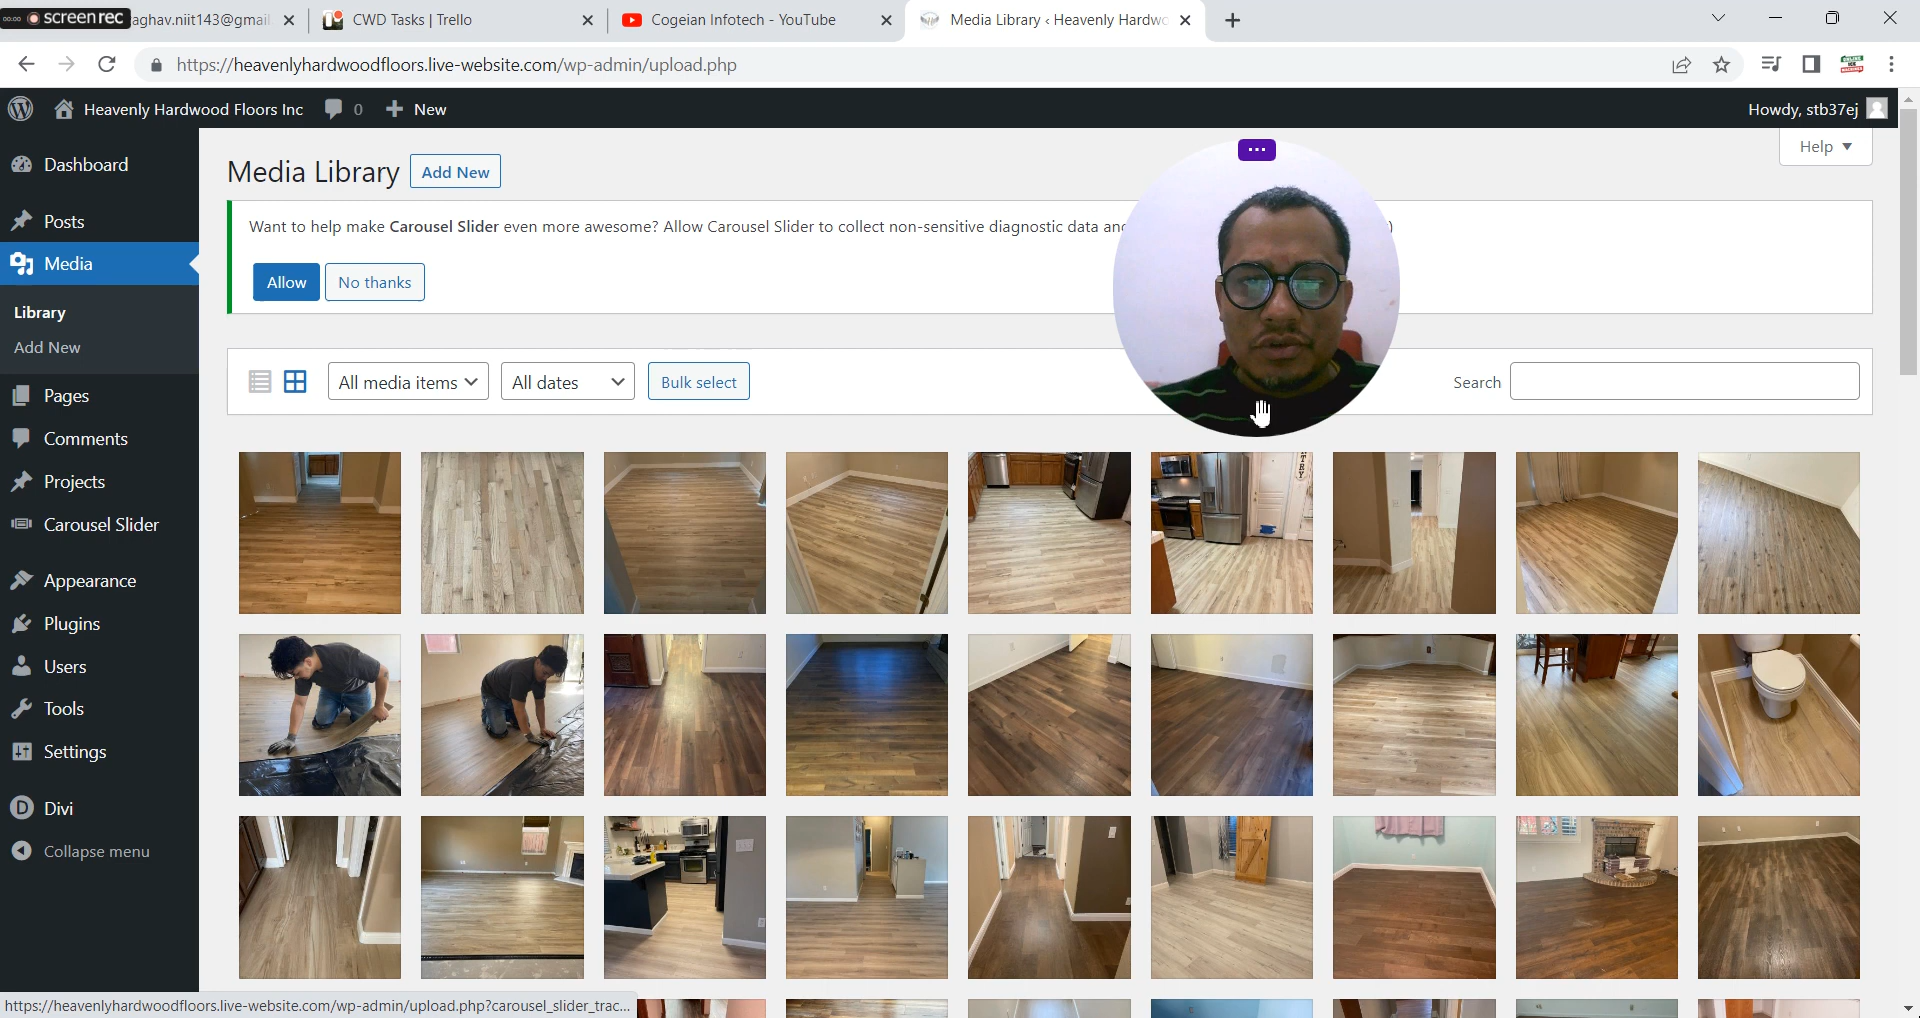 00:00 screen rec
aghav.niit143@gmail
CWD Tasks | Trello
Cogeian Infotech - YouTube
Media Library ‹ Heavenly Hardwo
https://heavenlyhardwoodfloors.live-website.com/wp-admin/upload.php
Heavenly Hardwood Floors Inc
0
New
Howdy, stb37ej
Dashboard
Posts
Media
Library
Add New
Pages
Comments
Projects
Carousel Slider
Appearance
Plugins
Users
Tools
Settings
Divi
Collapse menu
Media Library
Add New
Help
Want to help make Carousel Slider even more awesome? Allow Carousel Slider to collect non-sensitive diagnostic data an
Allow
No thanks
All media items
All dates
Bulk select
Search
https://heavenlyhardwoodfloors.live-website.com/wp-admin/upload.php?carousel_slider_trac...